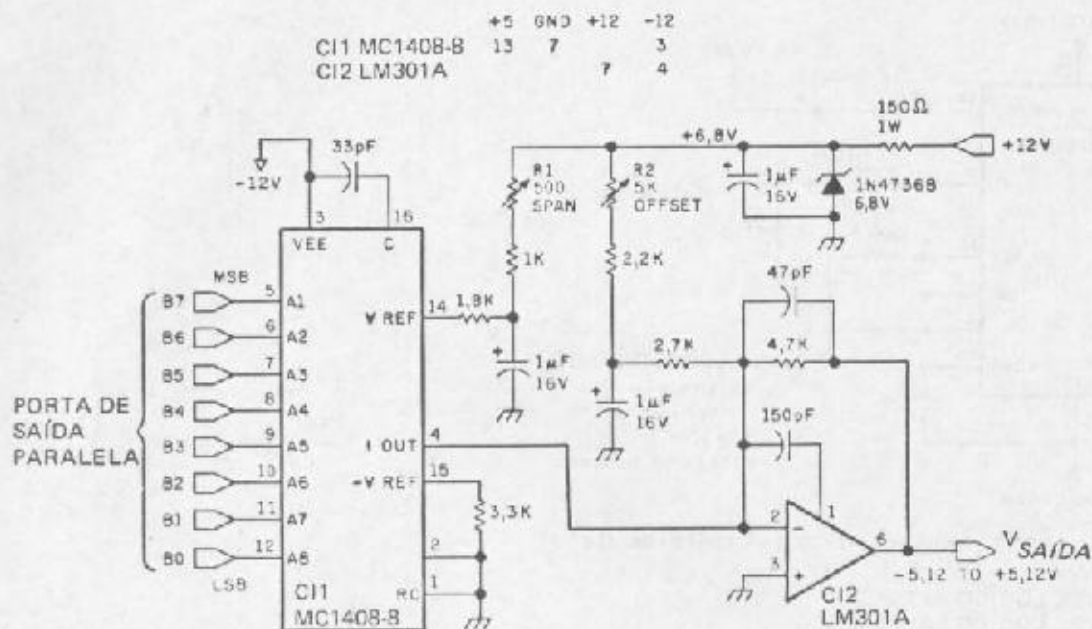 +5 GND +12 -12
CI1 MC1408-8 13 7 3
CI2 LM301A 7 4
150Ω
1W
+6,8V
+12V
33pF
-12V
R1
500
SPAN
R2
5K
OFFSET
1µF
16V
1N4736B
6,8V
3
16
VEE
C
1K
2,2K
47pF
MSB
B7 5 A1
B6 6 A2
B5 7 A3
B4 8 A4
B3 9 A5
B2 10 A6
B1 11 A7
B0 12 A8
LSB
PORTA DE
SAÍDA
PARALELA
V REF 14 1,8K
1µF
16V
2,7K
4,7K
1µF
16V
150pF
I OUT 4
-V REF 15
3,3K
2
1
CI1
MC1408-8
2
-
1
3
+
6
VSAÍDA
-5,12 TO +5,12V
CI2
LM301A